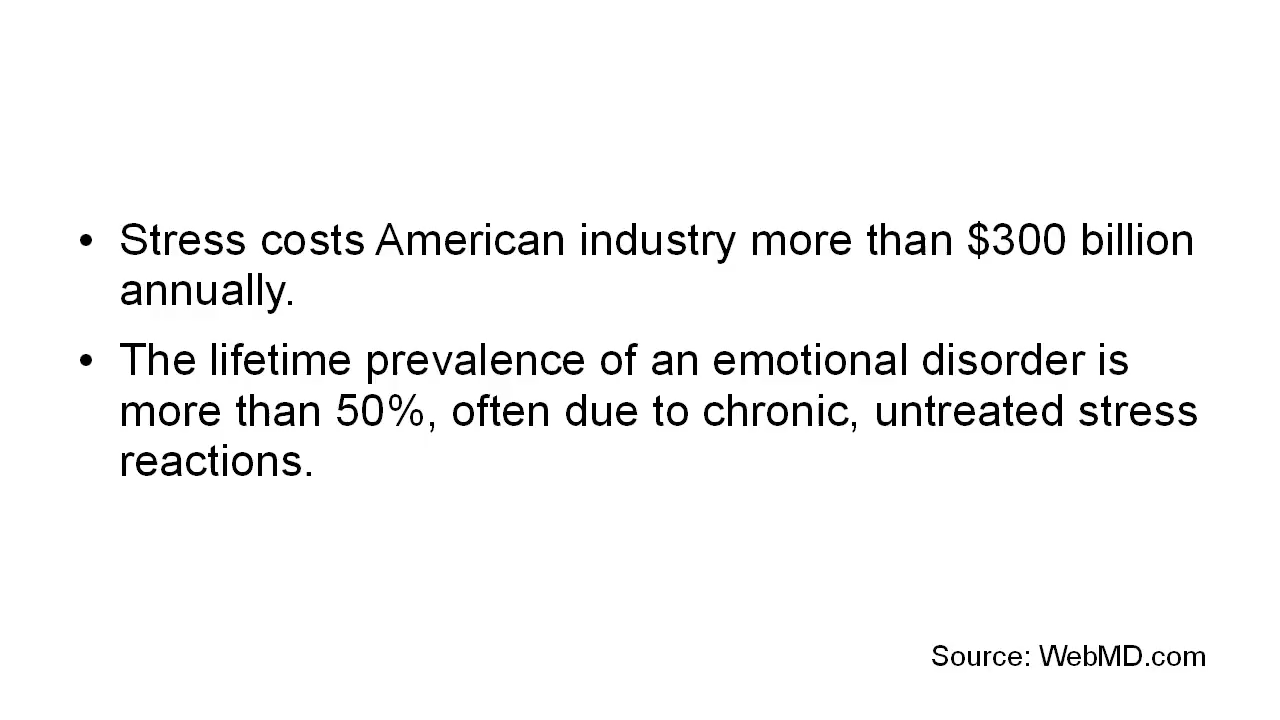 • Stress costs American industry more than $300 billion
annually.
• The lifetime prevalence of an emotional disorder is
more than 50%, often due to chronic, untreated stress
reactions.
Source: WebMD.com